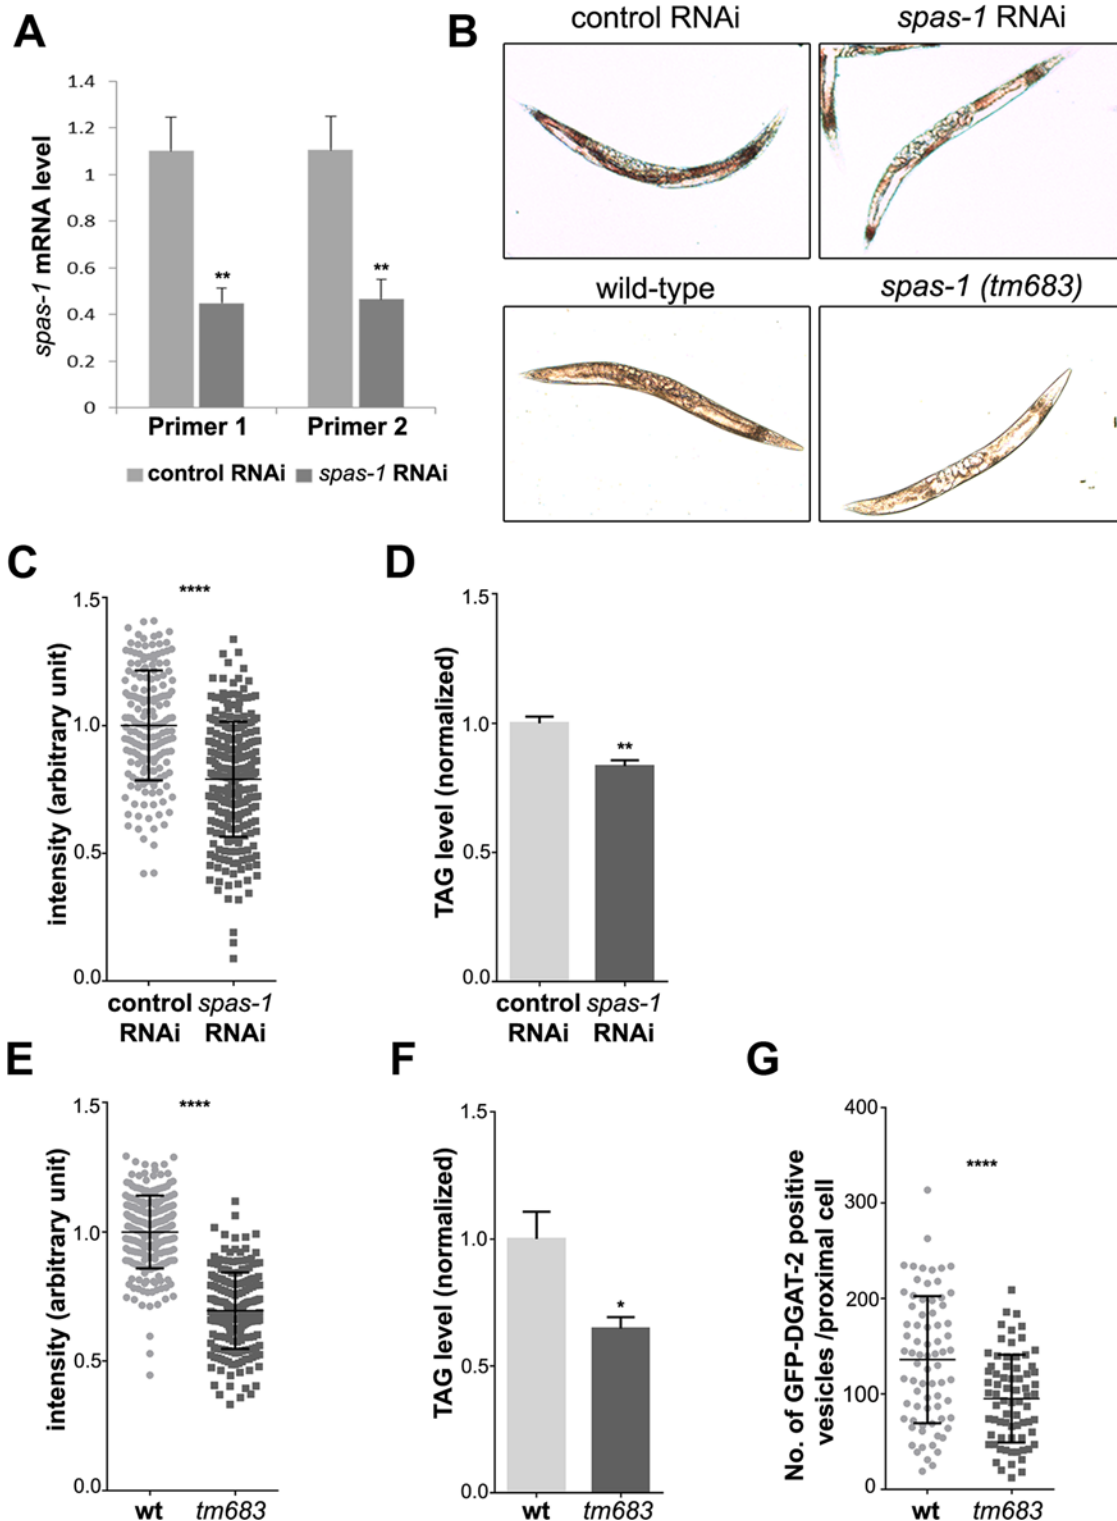 A
spas-1 mRNA level
1.4
1.2
1
0.8
0.6
0.4
0.2
0
**
**
Primer 1
Primer 2
control RNAi
spas-1 RNAi
B
control RNAi
spas-1 RNAi
wild-type
spas-1 (tm683)
C
****
intensity (arbitrary unit)
1.5
1.0
0.5
0.0
control RNAi
spas-1 RNAi
D
TAG level (normalized)
1.5
1.0
0.5
0.0
**
control RNAi
spas-1 RNAi
E
****
intensity (arbitrary unit)
1.5
1.0
0.5
0.0
wt
tm683
F
TAG level (normalized)
1.5
1.0
0.5
0.0
*
wt
tm683
G
No. of GFP-DGAT-2 positive
vesicles /proximal cell
400
300
200
100
0
****
wt
tm683